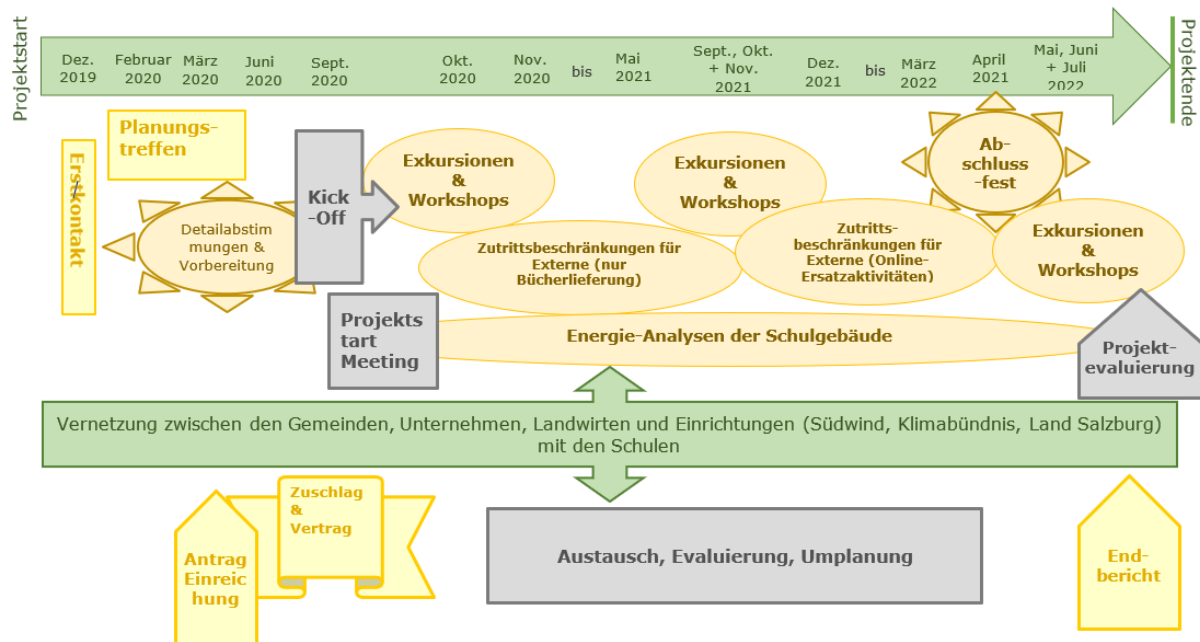 Projektstart
Dez.
2019
Februar
2020
März
2020
Juni
2020
Sept.
2020
Okt.
2020
Nov.
2020
bis
Mai
2021
Sept., Okt.
+ Nov.
2021
Dez.
2021
bis
März
2022
April
2021
Mai, Juni
+ Juli
2022
Projektende
Erstkontakt
Planungs-
treffen
Detailabstim
mungen &
Vorbereitung
Kick
-Off
Exkursionen
&
Workshops
Zutrittsbeschränkungen für
Externe (nur
Bücherlieferung)
Exkursionen
&
Workshops
Zutritts-
beschränkungen für
Externe (Online-
Ersatzaktivitäten)
Ab-
schluss
-fest
Exkursionen
&
Workshops
Projekts
tart
Meeting
Energie-Analysen der Schulgebäude
Projekt-
evaluierung
Vernetzung zwischen den Gemeinden, Unternehmen, Landwirten und Einrichtungen (Südwind, Klimabündnis, Land Salzburg)
mit den Schulen
Antrag
Einreic
hung
Zuschlag
&
Vertrag
Austausch, Evaluierung, Umplanung
End-
bericht